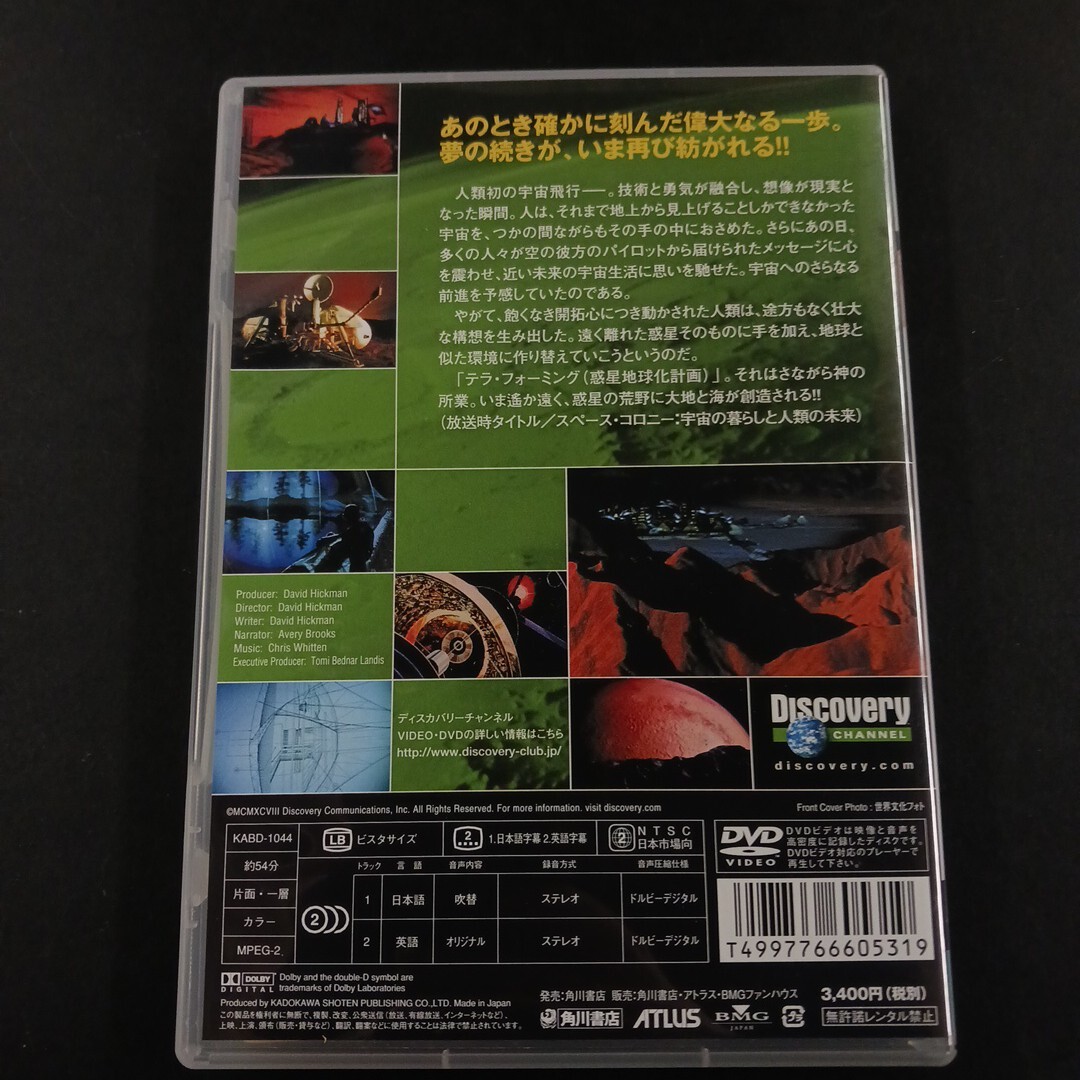 あのとき確かに刻んだ偉大なる一歩。
夢の続きが、いま再び紡がれる!!
人類初の宇宙飛行──。技術と勇気が融合し、想像が現実と
なった瞬間。人は、それまで地上から見上げることしかできなかった
宇宙を、つかの間ながらもその手の中におさめた。さらにあの日、
多くの人々が空の彼方のパイロットから届けられたメッセージに心
を震わせ、近い未来の宇宙生活に思いを馳せた。宇宙へのさらなる
前進を予感していたのである。
やがて、飽くなき開拓心につき動かされた人類は、途方もなく壮大
な構想を生み出した。遠く離れた惑星そのものに手を加え、地球と
似た環境に作り替えていこうというのだ。
「テラ・フォーミング(惑星地球化計画)」。それはさながら神の
所業。いま遙か遠く、惑星の荒野に大地と海が創造される!!
(放送時タイトル／スペース・コロニー:宇宙の暮らしと人類の未来)
Producer: David Hickman
Director: David Hickman
Writer: David Hickman
Narrator: Avery Brooks
Music: Chris Whitten
Executive Producer: Tomi Bednar Landis
ディスカバリーチャンネル
VIDEO・DVDの詳しい情報はこちら
http://www.discovery-club.jp/
DISCOVERY
CHANNEL
discovery.com
©MCMXCVIII Discovery Communications, Inc. All Rights Reserved. For more information. visit discovery.com
Front Cover Photo : 世界文化フォト
KABD-1044
LB ビスタサイズ
2 1.日本語字幕 2.英語字幕
2 NTSC
日本市場向
約54分
片面・一層
カラー
MPEG-2
2
トラック 言語 音声内容 録音方式 音声圧縮仕様
1 日本語 吹替 ステレオ ドルビーデジタル
2 英語 オリジナル ステレオ ドルビーデジタル
DVD
VIDEO
DVDビデオは映像と音声を
高密度に記録したディスクです。
DVDビデオ対応のプレーヤーで
再生して下さい。
T4997766605319
DOLBY
DIGITAL
Dolby and the double-D symbol are
trademarks of Dolby Laboratories
Produced by KADOKAWA SHOTEN PUBLISHING CO.,LTD. Made in Japan
この製品を権利者に無断で、複製、改変、公衆送信(放送、有線放送、インターネットなど)、
上映、上演、頒布(販売・貸与など)、翻訳、翻案などに使用することは法律で禁止されています。
発売:角川書店 販売:角川書店・アトラス・BMGファンハウス
角川書店 ATLUS BMG
JAPAN
3,400円(税別)
無許諾レンタル禁止